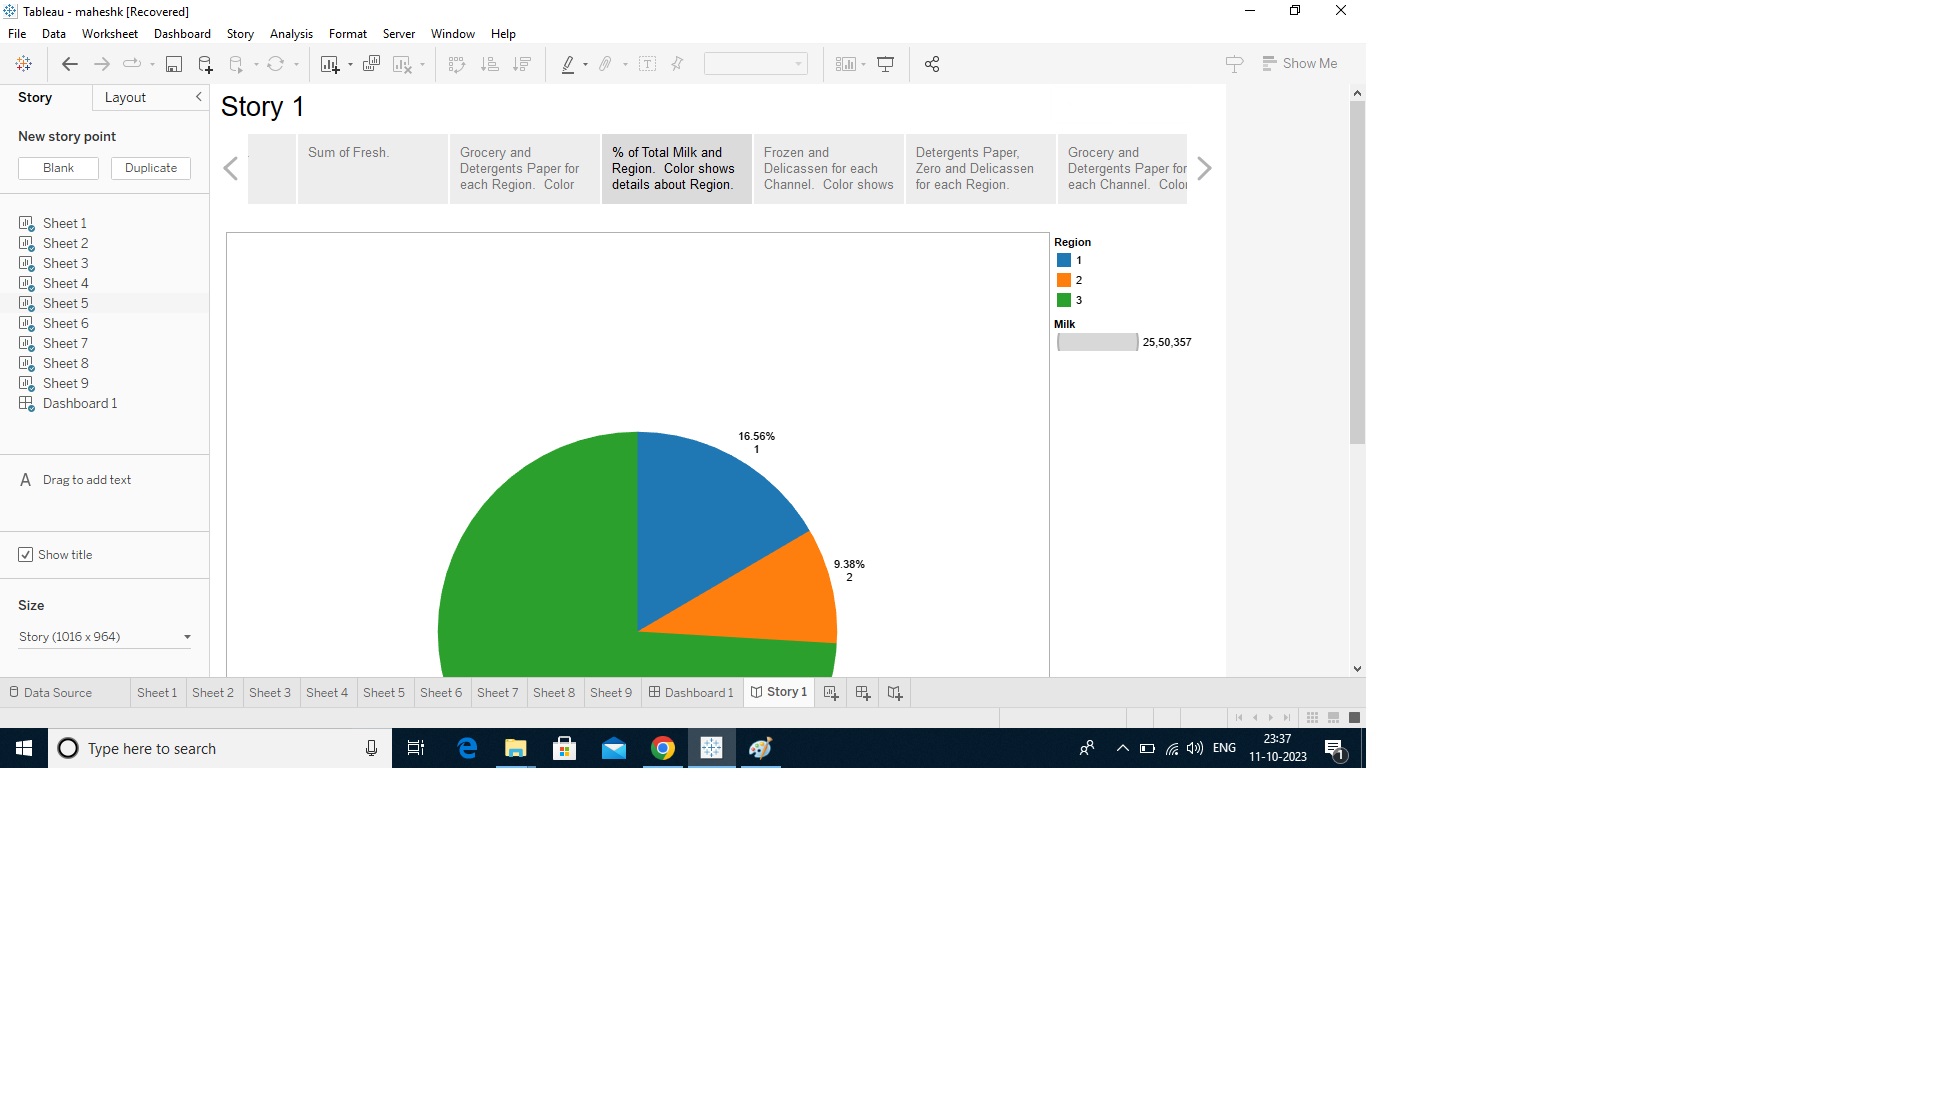 Tableau - maheshk [Recovered]
File Data Worksheet Dashboard Story Analysis Format Server Window Help
Show Me
Story Layout
New story point
Blank Duplicate
Sheet 1
Sheet 2
Sheet 3
Sheet 4
Sheet 5
Sheet 6
Sheet 7
Sheet 8
Sheet 9
Dashboard 1
A Drag to add text
Show title
Size
Story (1016 x 964)
Story 1
Sum of Fresh.
Grocery and
Detergents Paper for
each Region. Color
% of Total Milk and
Region. Color shows
details about Region.
Frozen and
Delicassen for each
Channel. Color shows
Detergents Paper,
Zero and Delicassen
for each Region.
Grocery and
Detergents Paper for
each Channel. Color
16.56%
1
9.38%
2
Region
1
2
3
Milk
25,50,357
Data Source Sheet 1 Sheet 2 Sheet 3 Sheet 4 Sheet 5 Sheet 6 Sheet 7 Sheet 8 Sheet 9 Dashboard 1 Story 1
Type here to search
ENG
23:37
11-10-2023
1